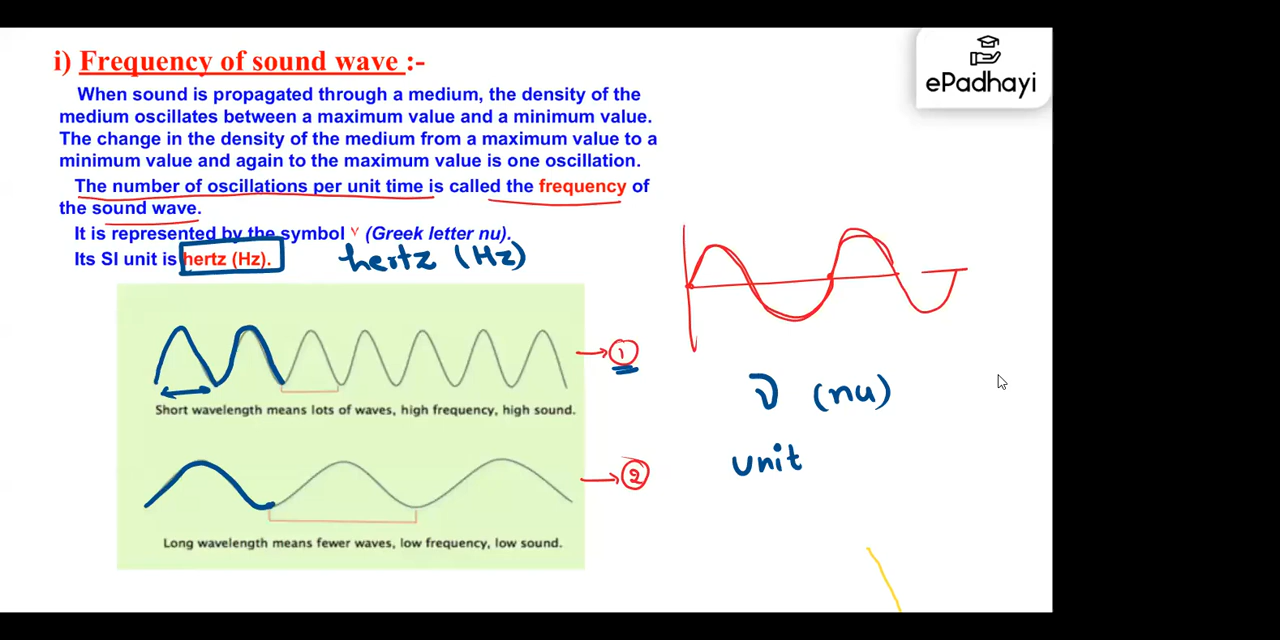 i) Frequency of sound wave :-
ePadhayi
When sound is propagated through a medium, the density of the
medium oscillates between a maximum value and a minimum value.
The change in the density of the medium from a maximum value to a
minimum value and again to the maximum value is one oscillation.
The number of oscillations per unit time is called the frequency of
the sound wave.
It is represented by the symbol ν (Greek letter nu).
Its SI unit is hertz (Hz).
hertz (Hz)
1
Short wavelength means lots of waves, high frequency, high sound.
ν (nu)
unit
2
Long wavelength means fewer waves, low frequency, low sound.